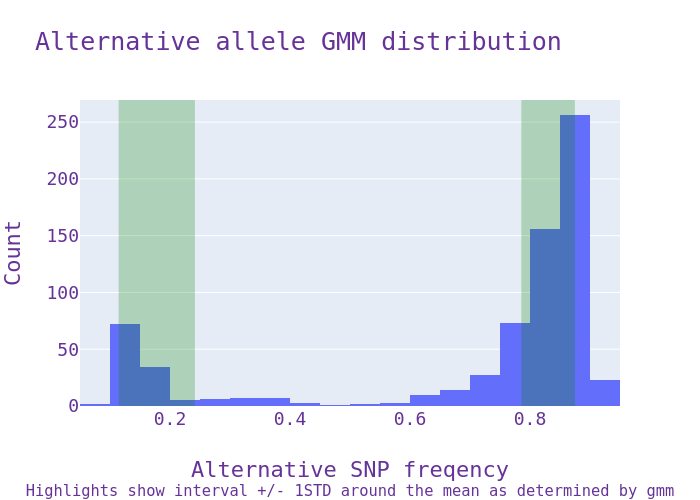 Alternative allele GMM distribution
250
200
150
100
50
0
Count
0.2 0.4 0.6 0.8
Alternative SNP freqency
Highlights show interval +/- 1STD around the mean as determined by gmm